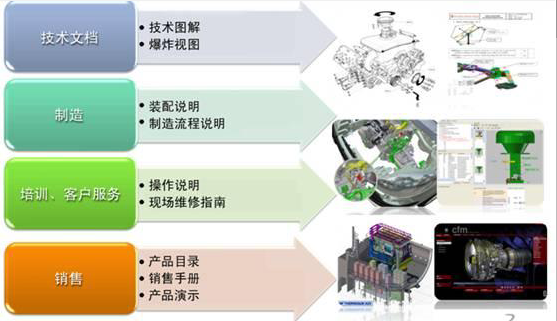 技术文档
• 技术图解
• 爆炸视图
制造
• 装配说明
• 制造流程说明
培训、客户服务
• 操作说明
• 现场维修指南
销售
• 产品目录
• 销售手册
• 产品演示
cfm